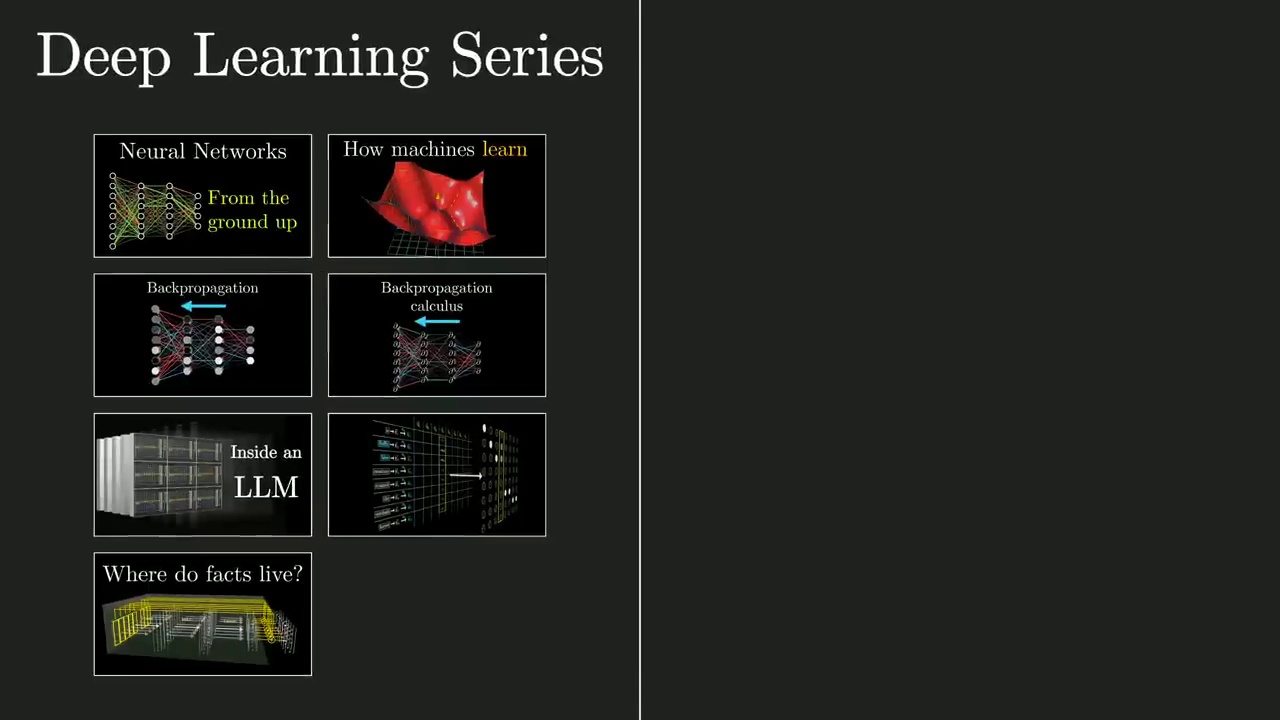 Deep Learning Series
Neural Networks
From the
ground up
How machines learn
Backpropagation
Backpropagation
calculus
Inside an
LLM
Where do facts live?